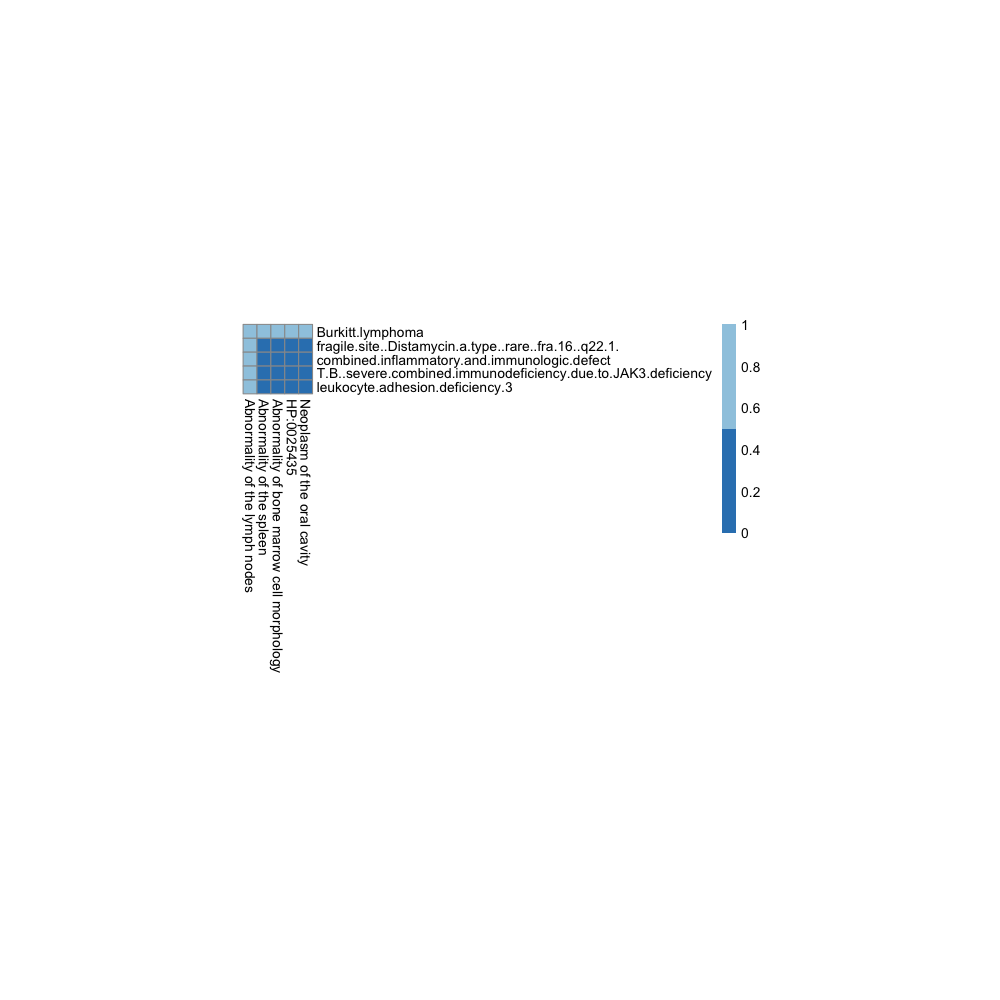 Burkitt.lymphoma
fragile.site..Distamycin.a.type..rare..fra.16..q22.1.
combined.inflammatory.and.immunologic.defect
T.B..severe.combined.immunodeficiency.due.to.JAK3.deficiency
leukocyte.adhesion.deficiency.3
Abnormality of the lymph nodes
Abnormality of the spleen
Abnormality of bone marrow cell morphology
HP:0025435
Neoplasm of the oral cavity
1
0.8
0.6
0.4
0.2
0